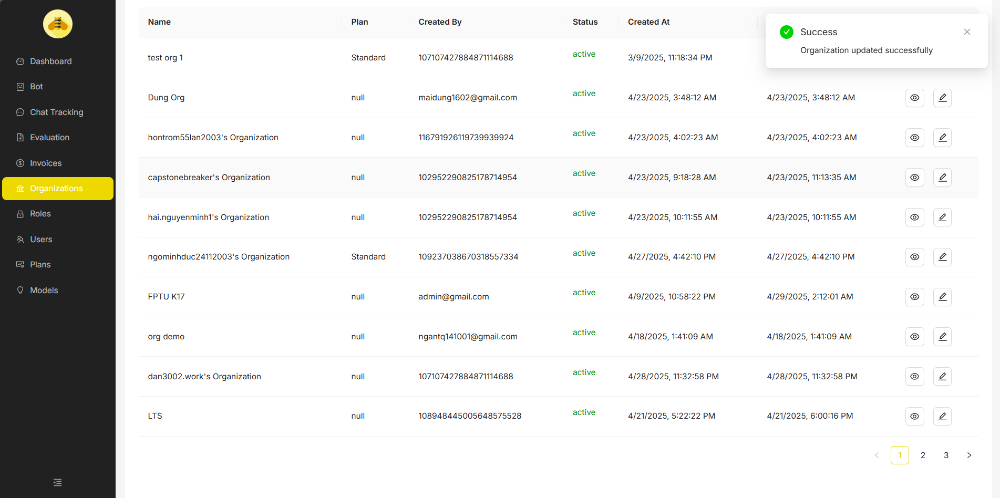 Dashboard
Bot
Chat Tracking
Evaluation
Invoices
Organizations
Roles
Users
Plans
Models
Name Plan Created By Status Created At
test org 1 Standard 107107427884871114688 active 3/9/2025, 11:18:34 PM
Dung Org null maidung1602@gmail.com active 4/23/2025, 3:48:12 AM 4/23/2025, 3:48:12 AM
hontrom55lan2003's Organization null 116791926119739939924 active 4/23/2025, 4:02:23 AM 4/23/2025, 4:02:23 AM
capstonebreaker's Organization null 102952290825178714954 active 4/23/2025, 9:18:28 AM 4/23/2025, 11:13:35 AM
hai.nguyenminh1's Organization null 102952290825178714954 active 4/23/2025, 10:11:55 AM 4/23/2025, 10:11:55 AM
ngominhduc24112003's Organization Standard 109237038670318557334 active 4/27/2025, 4:42:10 PM 4/27/2025, 4:42:10 PM
FPTU K17 null admin@gmail.com active 4/9/2025, 10:58:22 PM 4/29/2025, 2:12:01 AM
org demo null ngantq141001@gmail.com active 4/18/2025, 1:41:09 AM 4/18/2025, 1:41:09 AM
dan3002.work's Organization null 107107427884871114688 active 4/28/2025, 11:32:58 PM 4/28/2025, 11:32:58 PM
LTS null 108948445005648575528 active 4/21/2025, 5:22:22 PM 4/21/2025, 6:00:16 PM
1 2 3
Success
Organization updated successfully